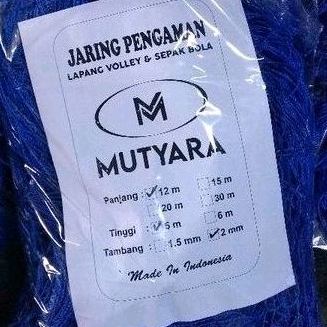 JARING PENGAMAN
LAPANG VOLLEY & SEPAK BOLA
M
MUTYARA
Panjang : ✓ 12 m 15 m
20 m 30 m
Tinggi : ✓ 5 m 6 m
Tambang : 1.5 mm ✓ 2 mm
Made In Indonesia